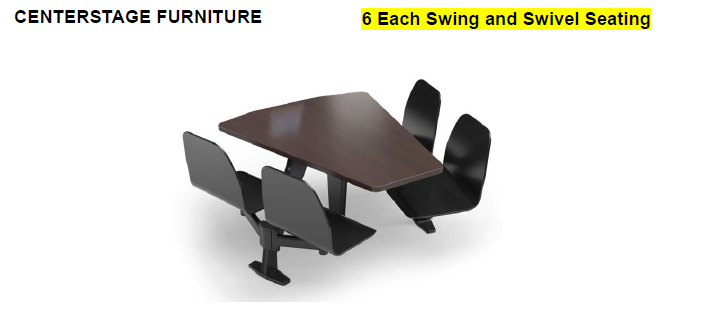 CENTERSTAGE FURNITURE
6 Each Swing and Swivel Seating